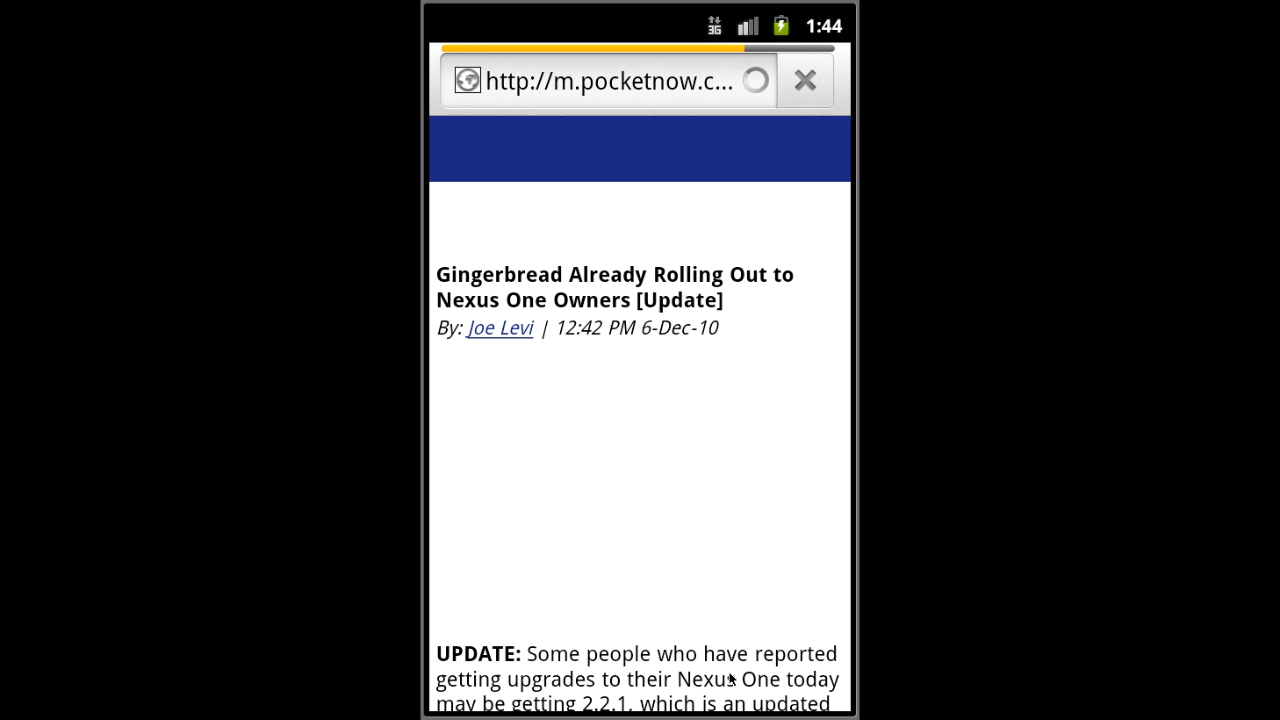 3G 1:44
http://m.pocketnow.c...
Gingerbread Already Rolling Out to
Nexus One Owners [Update]
By: Joe Levi | 12:42 PM 6-Dec-10
UPDATE: Some people who have reported
getting upgrades to their Nexus One today
may be getting 2.2.1, which is an updated